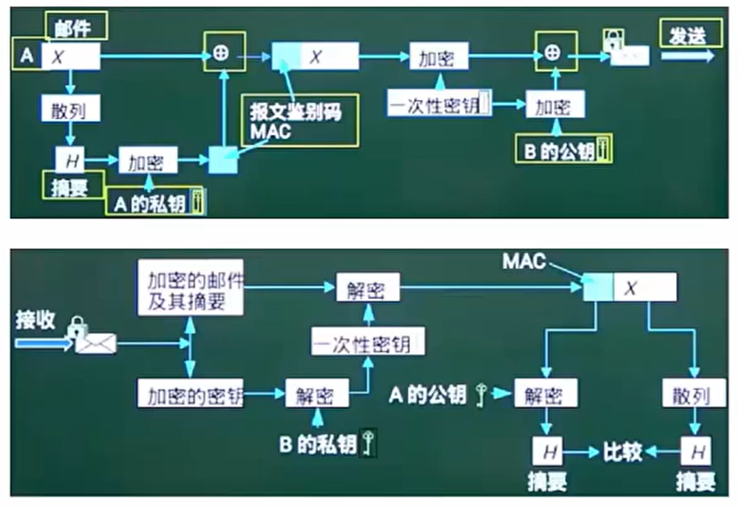 邮件
A
X
散列
H
摘要
加密
A 的私钥
⊕
X
报文鉴别码
MAC
加密
一次性密钥
加密
B 的公钥
⊕
发送
接收
加密的邮件
及其摘要
加密的密钥
解密
一次性密钥
解密
B 的私钥
MAC
X
A 的公钥
解密
散列
H
比较
H
摘要
摘要